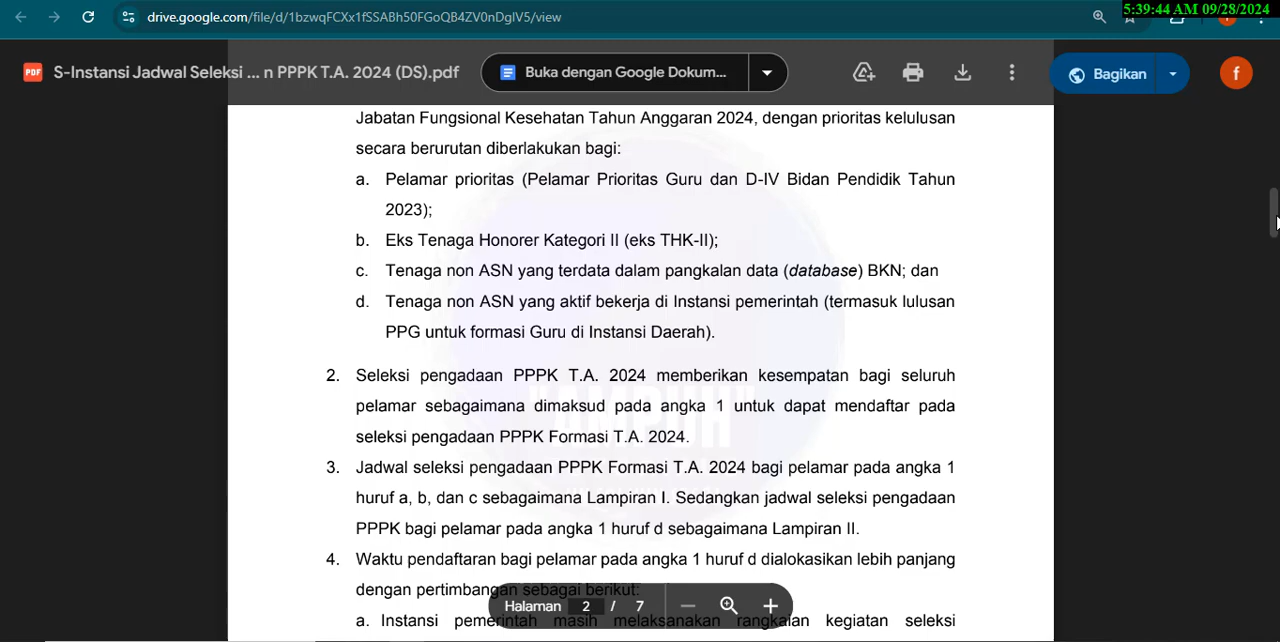 5:39:44 AM 09/28/2024
drive.google.com/file/d/1bzwqFCXx1fSSABh50FGoQB4ZV0nDgIV5/view
PDF S-Instansi Jadwal Seleksi ... n PPPK T.A. 2024 (DS).pdf
Buka dengan Google Dokum...
Bagikan
f
Jabatan Fungsional Kesehatan Tahun Anggaran 2024, dengan prioritas kelulusan
secara berurutan diberlakukan bagi:
a. Pelamar prioritas (Pelamar Prioritas Guru dan D-IV Bidan Pendidik Tahun
2023);
b. Eks Tenaga Honorer Kategori II (eks THK-II);
c. Tenaga non ASN yang terdata dalam pangkalan data (database) BKN; dan
d. Tenaga non ASN yang aktif bekerja di Instansi pemerintah (termasuk lulusan
PPG untuk formasi Guru di Instansi Daerah).
2. Seleksi pengadaan PPPK T.A. 2024 memberikan kesempatan bagi seluruh
pelamar sebagaimana dimaksud pada angka 1 untuk dapat mendaftar pada
seleksi pengadaan PPPK Formasi T.A. 2024.
3. Jadwal seleksi pengadaan PPPK Formasi T.A. 2024 bagi pelamar pada angka 1
huruf a, b, dan c sebagaimana Lampiran I. Sedangkan jadwal seleksi pengadaan
PPPK bagi pelamar pada angka 1 huruf d sebagaimana Lampiran II.
4. Waktu pendaftaran bagi pelamar pada angka 1 huruf d dialokasikan lebih panjang
dengan pertimbangan sebagai berikut:
Halaman 2 / 7
a. Instansi pemerintah masih melaksanakan rangkaian kegiatan seleksi